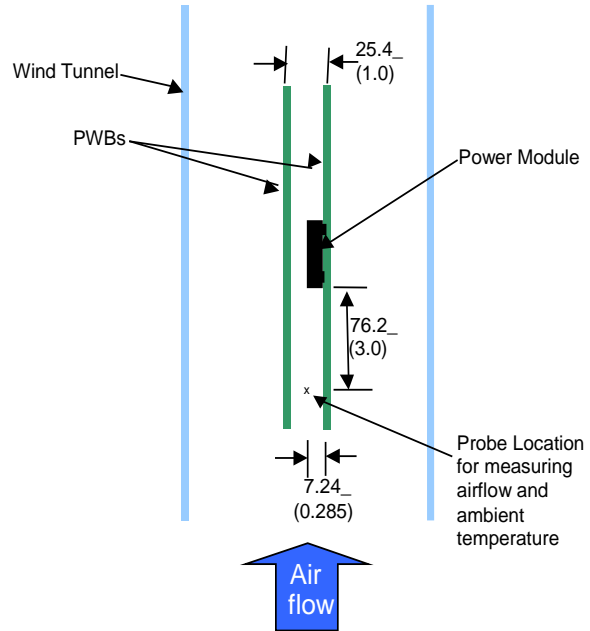 25.4_
(1.0)
Wind Tunnel
PWBs
Power Module
76.2_
(3.0)
x
Probe Location
for measuring
airflow and
ambient
temperature
7.24_
(0.285)
Air
flow